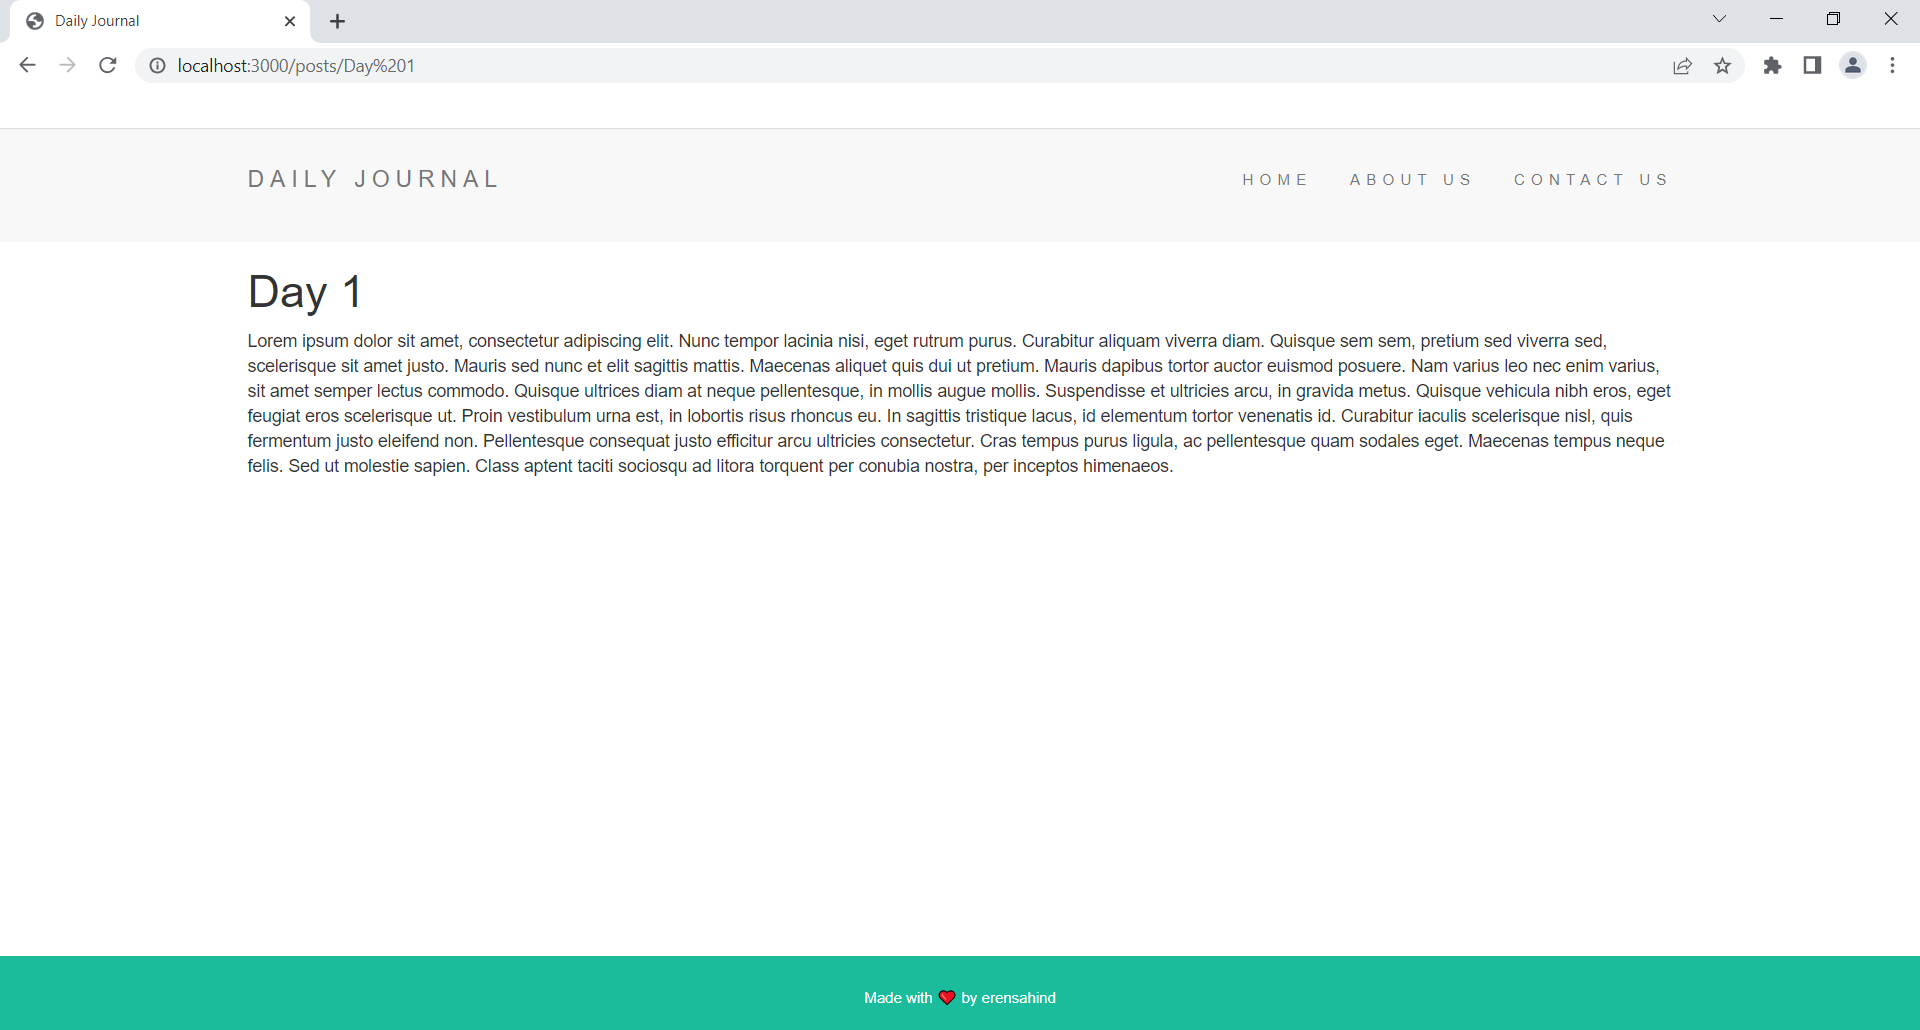 Daily Journal
localhost:3000/posts/Day%201
DAILY JOURNAL
HOME ABOUT US CONTACT US
Day 1
Lorem ipsum dolor sit amet, consectetur adipiscing elit. Nunc tempor lacinia nisi, eget rutrum purus. Curabitur aliquam viverra diam. Quisque sem sem, pretium sed viverra sed,
scelerisque sit amet justo. Mauris sed nunc et elit sagittis mattis. Maecenas aliquet quis dui ut pretium. Mauris dapibus tortor auctor euismod posuere. Nam varius leo nec enim varius,
sit amet semper lectus commodo. Quisque ultrices diam at neque pellentesque, in mollis augue mollis. Suspendisse et ultricies arcu, in gravida metus. Quisque vehicula nibh eros, eget
feugiat eros scelerisque ut. Proin vestibulum urna est, in lobortis risus rhoncus eu. In sagittis tristique lacus, id elementum tortor venenatis id. Curabitur iaculis scelerisque nisl, quis
fermentum justo eleifend non. Pellentesque consequat justo efficitur arcu ultricies consectetur. Cras tempus purus ligula, ac pellentesque quam sodales eget. Maecenas tempus neque
felis. Sed ut molestie sapien. Class aptent taciti sociosqu ad litora torquent per conubia nostra, per inceptos himenaeos.
Made with ❤️ by erensahind